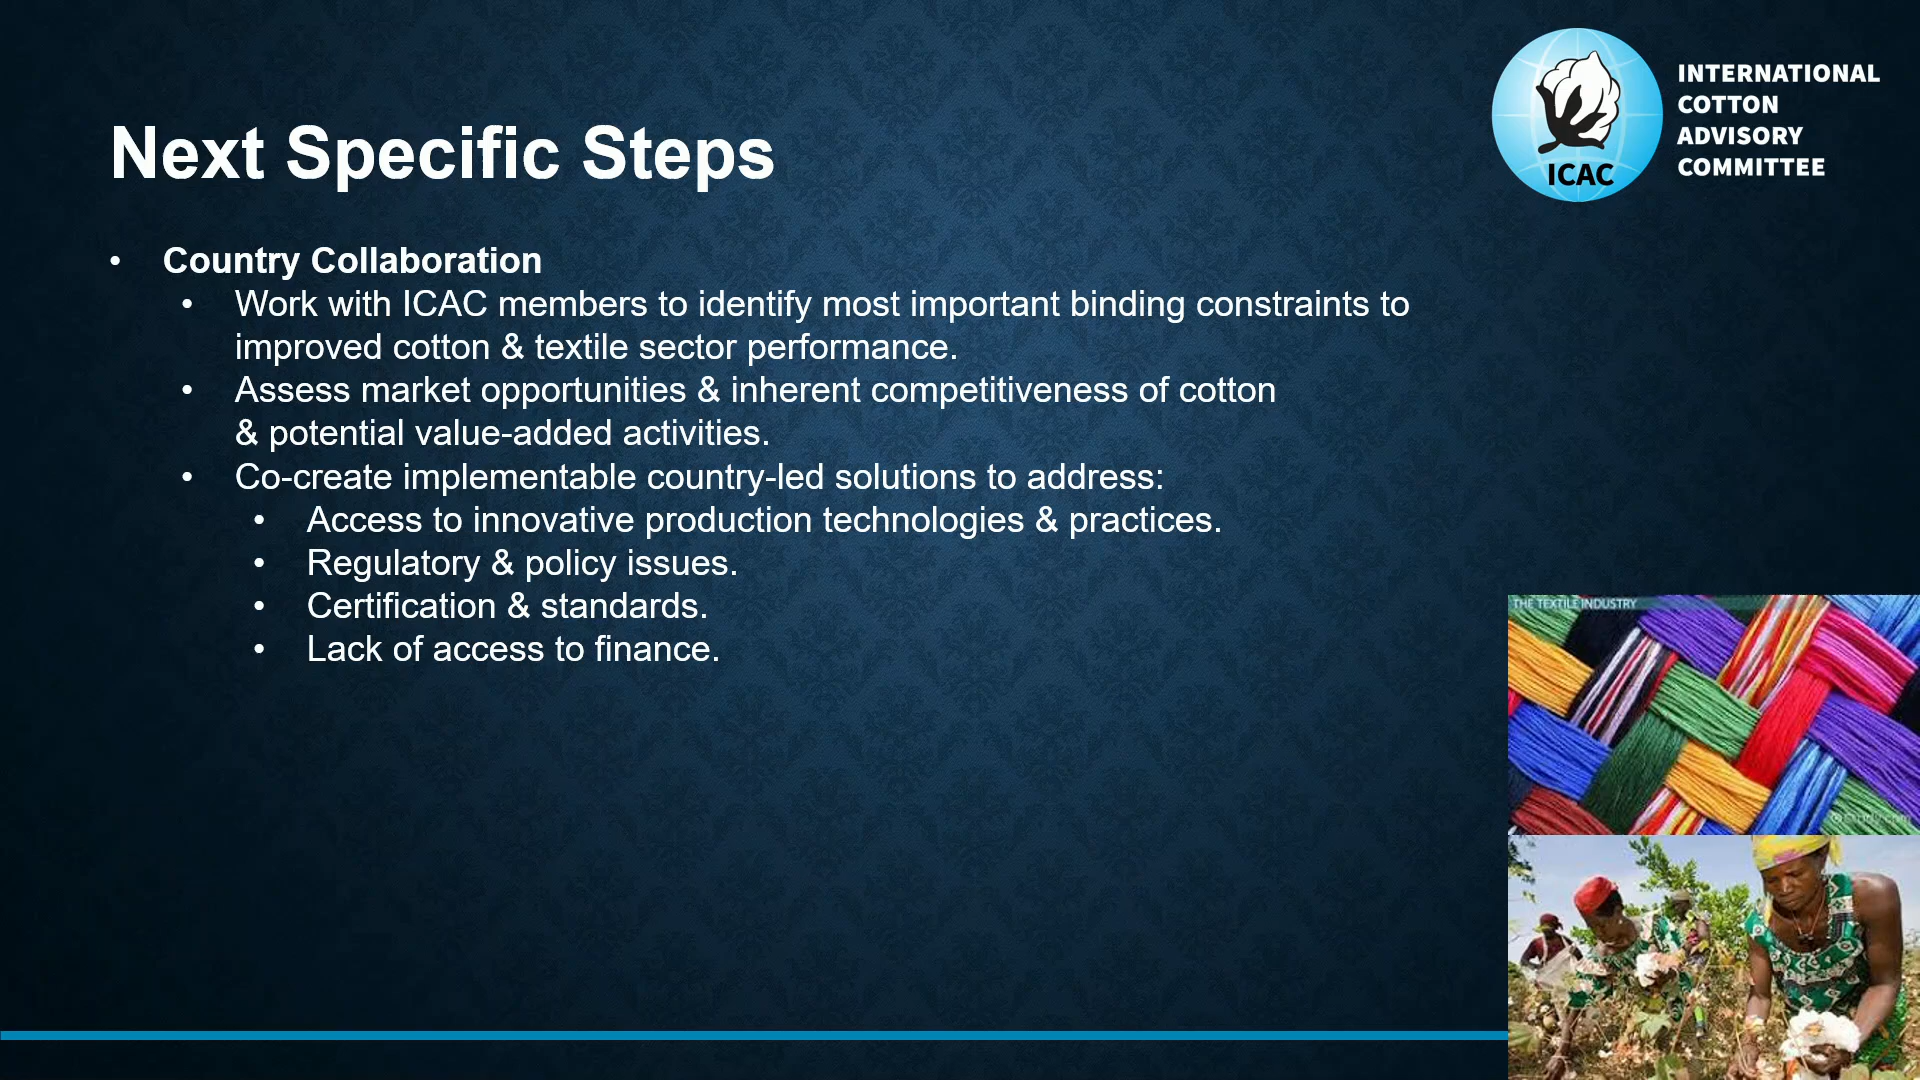 INTERNATIONAL
COTTON
ADVISORY
COMMITTEE
ICAC
Next Specific Steps
• Country Collaboration
• Work with ICAC members to identify most important binding constraints to
improved cotton & textile sector performance.
• Assess market opportunities & inherent competitiveness of cotton
& potential value-added activities.
• Co-create implementable country-led solutions to address:
• Access to innovative production technologies & practices.
• Regulatory & policy issues.
• Certification & standards.
• Lack of access to finance.
THE TEXTILE INDUSTRY
© Study.com